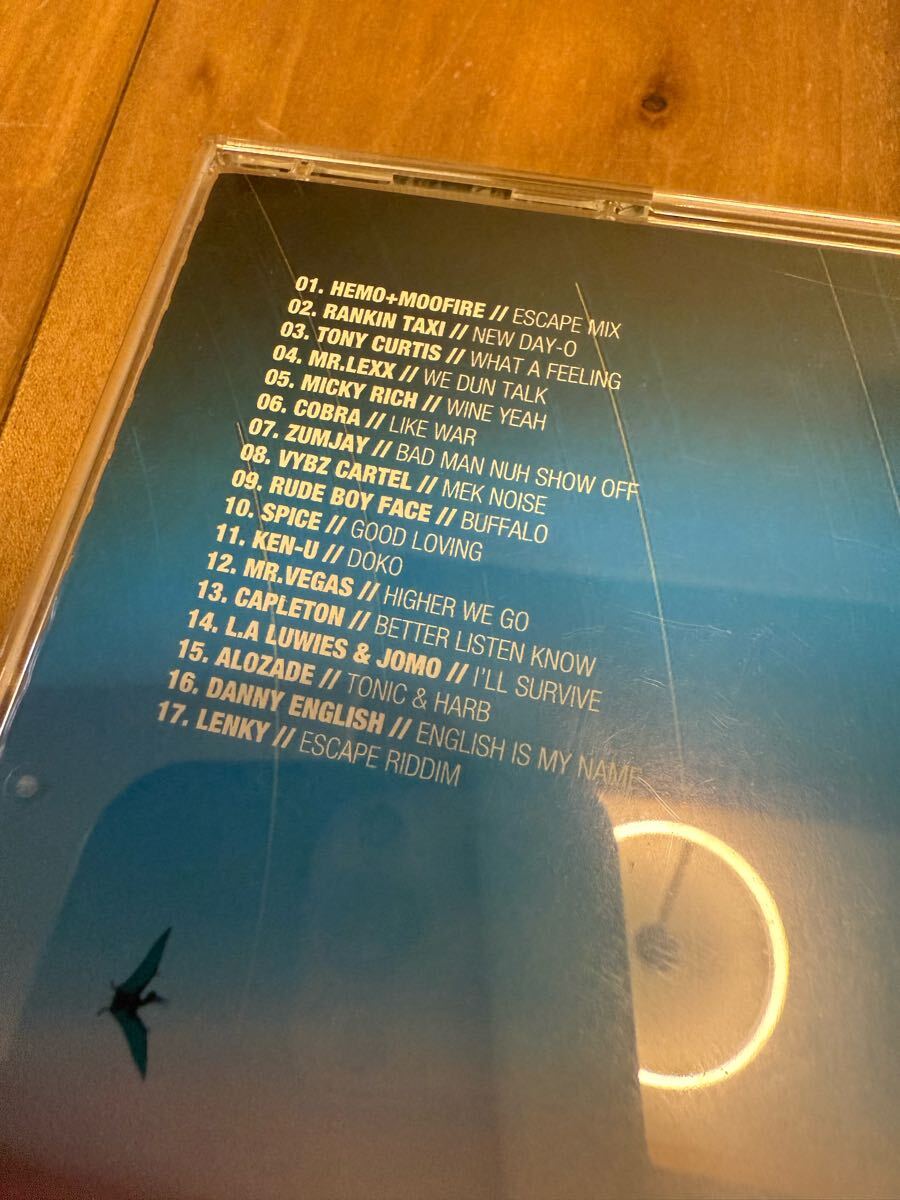 01. HEMO+MOOFIRE // ESCAPE MIX
02. RANKIN TAXI // NEW DAY-O
03. TONY CURTIS // WHAT A FEELING
04. MR.LEXX // WE DUN TALK
05. MICKY RICH // WINE YEAH
06. COBRA // LIKE WAR
07. ZUMJAY // BAD MAN NUH SHOW OFF
08. VYBZ CARTEL // MEK NOISE
09. RUDE BOY FACE // BUFFALO
10. SPICE // GOOD LOVING
11. KEN-U // DOKO
12. MR.VEGAS // HIGHER WE GO
13. CAPLETON // BETTER LISTEN KNOW
14. L.A LUWIES & JOMO // I'LL SURVIVE
15. ALOZADE // TONIC & HARB
16. DANNY ENGLISH // ENGLISH IS MY NAME
17. LENKY // ESCAPE RIDDIM